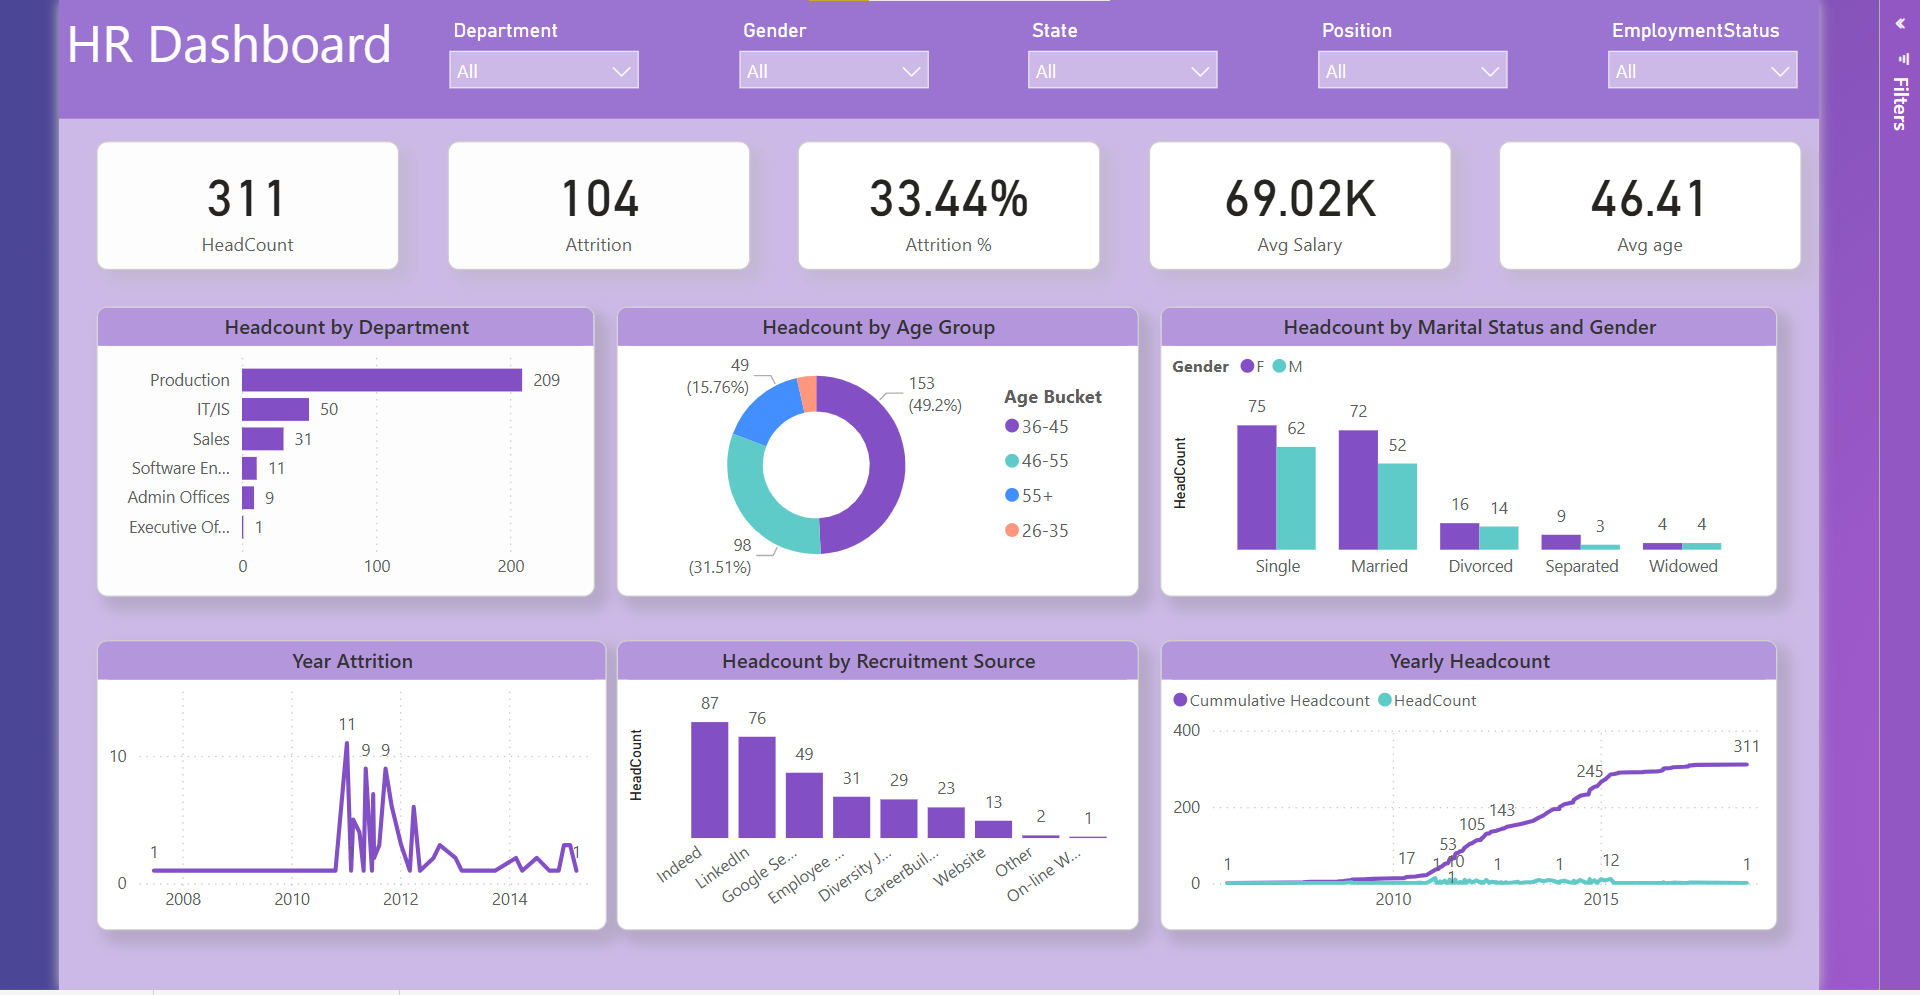 HR Dashboard
Department
Gender
State
Position
EmploymentStatus
All
All
All
All
All
Filters
311
HeadCount
104
Attrition
33.44%
Attrition %
69.02K
Avg Salary
46.41
Avg age
Headcount by Department
Production
209
IT/IS
50
Sales
31
Software En...
11
Admin Offices
9
Executive Of...
1
0
100
200
Headcount by Age Group
49
(15.76%)
153
(49.2%)
98
(31.51%)
Age Bucket
36-45
46-55
55+
26-35
Headcount by Marital Status and Gender
Gender
F
M
HeadCount
75
62
72
52
16
14
9
3
4
4
Single
Married
Divorced
Separated
Widowed
Year Attrition
10
0
1
11
9
9
1
2008
2010
2012
2014
Headcount by Recruitment Source
HeadCount
87
76
49
31
29
23
13
2
1
Indeed
LinkedIn
Google Se...
Employee ...
Diversity J...
CareerBuil...
Website
Other
On-line W...
Yearly Headcount
Cummulative Headcount
HeadCount
400
200
0
311
245
143
105
53
17
1
1
10
1
1
1
12
1
2010
2015